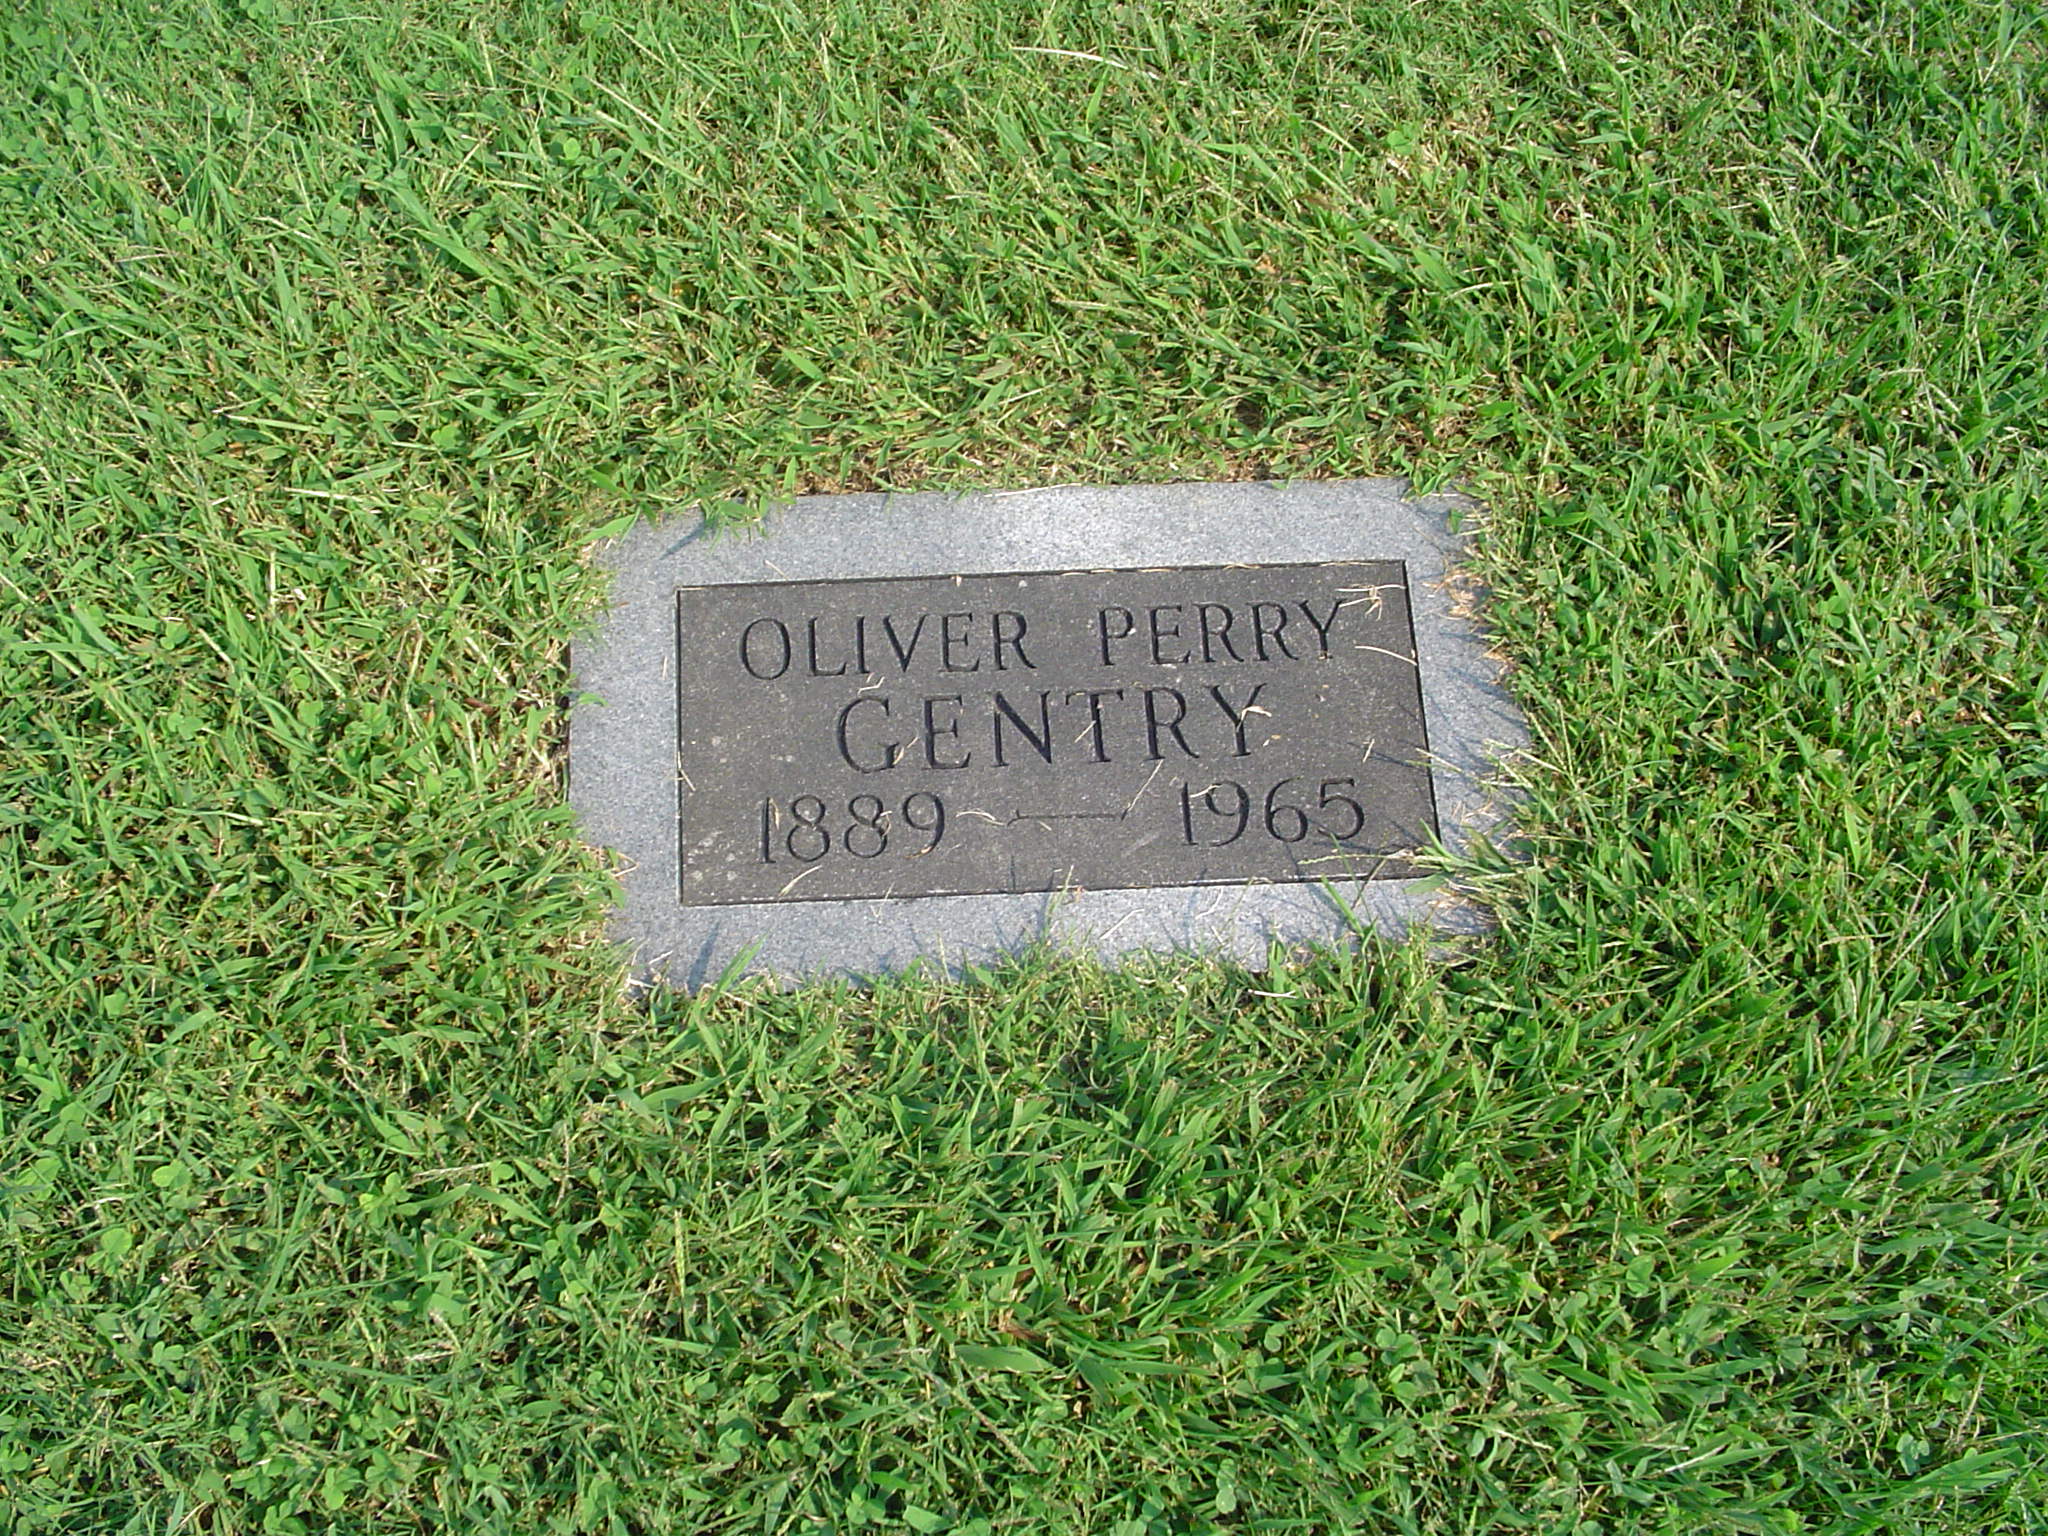 OLIVER PERRY
GENTRY
1889 — 1965